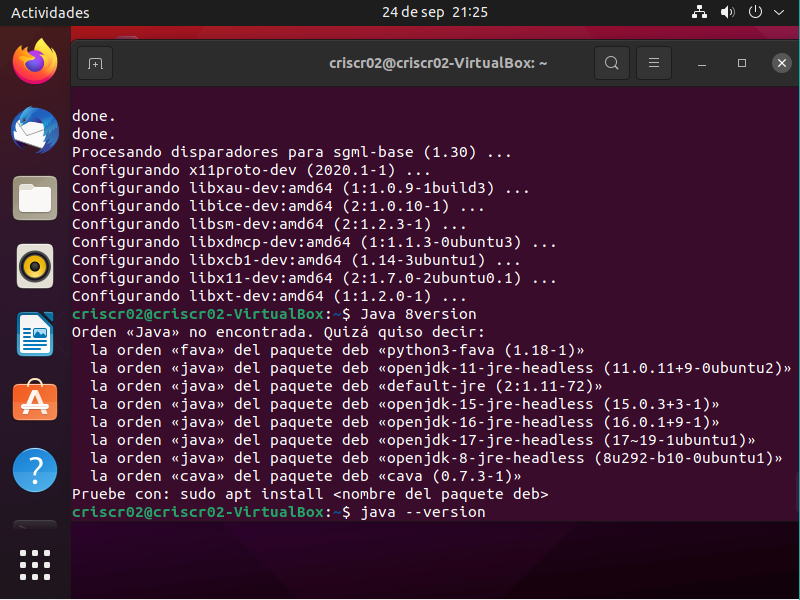 Actividades
24 de sep 21:25
criscr02@criscr02-VirtualBox: ~
done.
done.
Procesando disparadores para sgml-base (1.30) ...
Configurando x11proto-dev (2020.1-1) ...
Configurando libxau-dev:amd64 (1:1.0.9-1build3) ...
Configurando libice-dev:amd64 (2:1.0.10-1) ...
Configurando libsm-dev:amd64 (2:1.2.3-1) ...
Configurando libxdmcp-dev:amd64 (1:1.1.3-0ubuntu3) ...
Configurando libxcb1-dev:amd64 (1.14-3ubuntu1) ...
Configurando libx11-dev:amd64 (2:1.7.0-2ubuntu0.1) ...
Configurando libxt-dev:amd64 (1:1.2.0-1) ...
criscr02@criscr02-VirtualBox:~$ Java 8version
Orden «Java» no encontrada. Quizá quiso decir:
la orden «fava» del paquete deb «python3-fava (1.18-1)»
la orden «java» del paquete deb «openjdk-11-jre-headless (11.0.11+9-0ubuntu2)»
la orden «java» del paquete deb «default-jre (2:1.11-72)»
la orden «java» del paquete deb «openjdk-15-jre-headless (15.0.3+3-1)»
la orden «java» del paquete deb «openjdk-16-jre-headless (16.0.1+9-1)»
la orden «java» del paquete deb «openjdk-17-jre-headless (17~19-1ubuntu1)»
la orden «java» del paquete deb «openjdk-8-jre-headless (8u292-b10-0ubuntu1)»
la orden «cava» del paquete deb «cava (0.7.3-1)»
Pruebe con: sudo apt install <nombre del paquete deb>
criscr02@criscr02-VirtualBox:~$ java --version